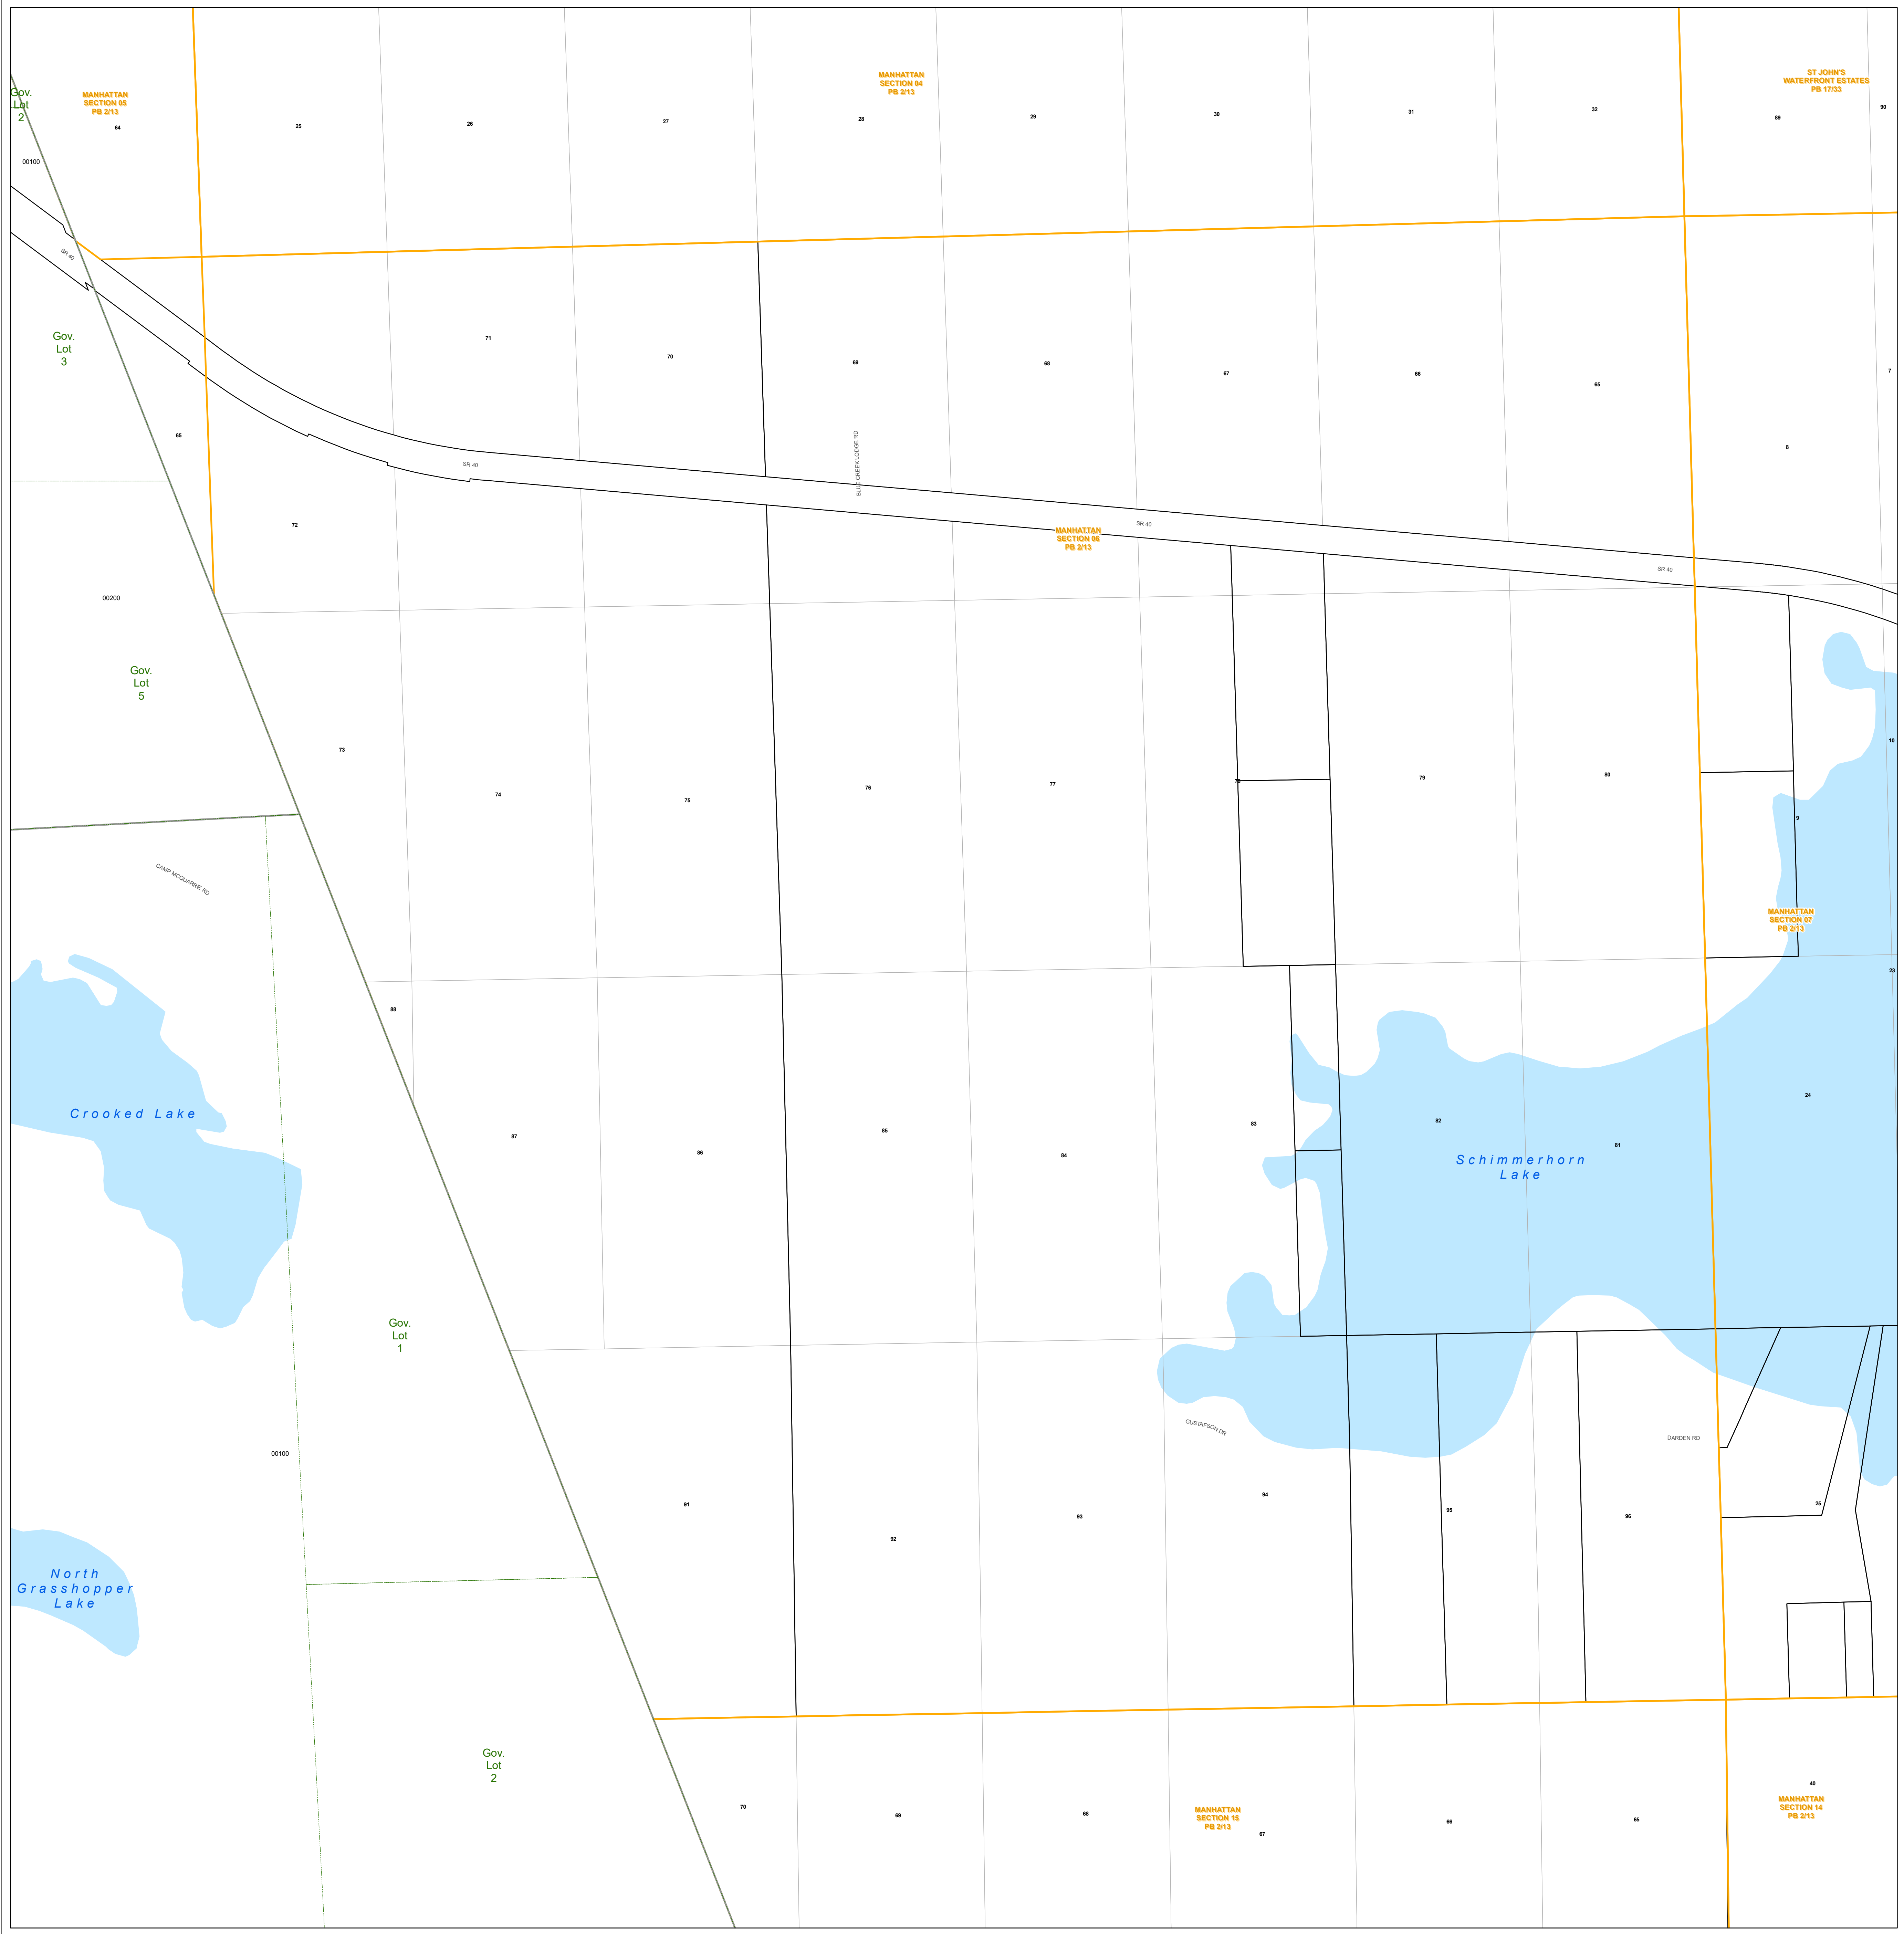 MANHATTAN
SECTION 04
PB 2/13
ST JOHN'S
WATERFRONT ESTATES
PB 17/33
Gov.
Lot
2
MANHATTAN
SECTION 05
PB 2/13
64
25
26
27
28
29
30
31
32
89
90
00100
SR 40
Gov.
Lot
3
71
70
69
68
67
66
65
7
8
65
SR 40
BLUE CREEK LODGE RD
72
MANHATTAN
SECTION 06
PB 2/13
SR 40
SR 40
00200
Gov.
Lot
5
73
74
75
76
77
78
79
80
10
9
CAMP MCQUARRIE RD
MANHATTAN
SECTION 07
PB 2/13
23
88
Crooked Lake
87
86
85
84
83
82
81
24
Schimmerhorn
Lake
Gov.
Lot
1
GUSTAFSON DR
DARDEN RD
00100
91
92
93
94
95
96
25
North
Grasshopper
Lake
Gov.
Lot
2
70
69
68
MANHATTAN
SECTION 15
PB 2/13
67
66
65
40
MANHATTAN
SECTION 14
PB 2/13